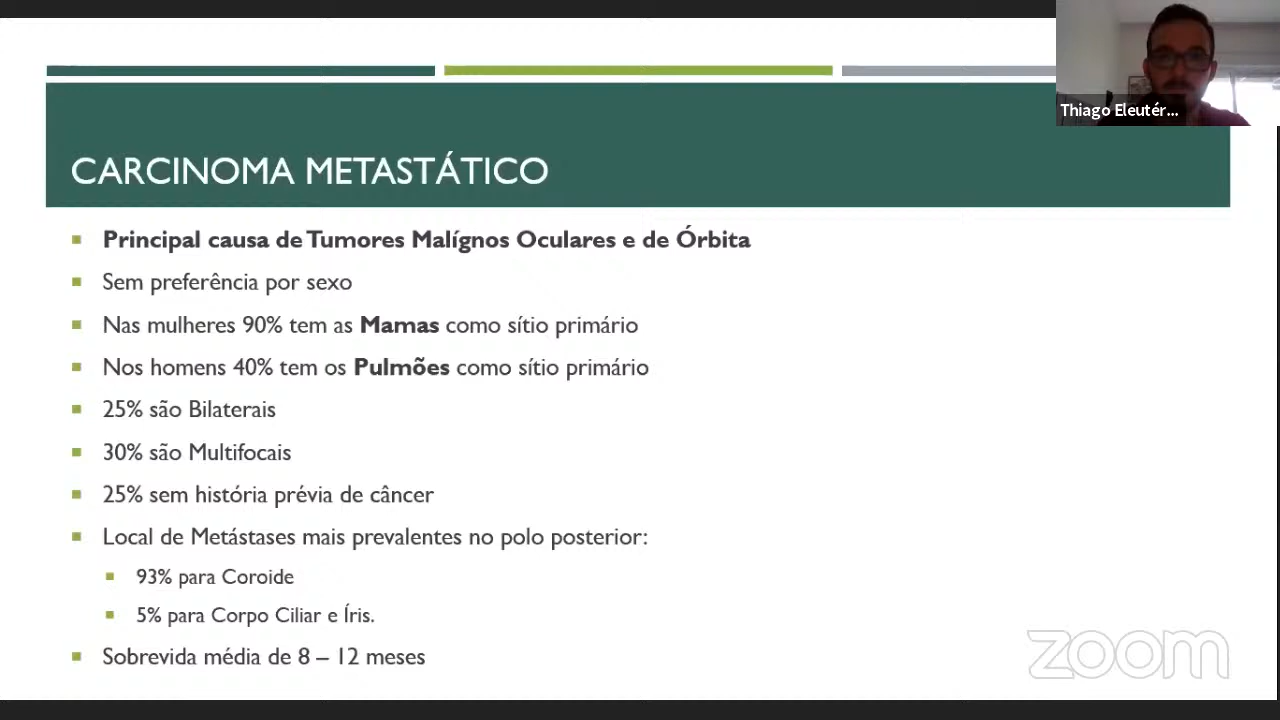 Thiago Eleutér...
CARCINOMA METASTÁTICO
Principal causa de Tumores Malígnos Oculares e de Órbita
Sem preferência por sexo
Nas mulheres 90% tem as Mamas como sítio primário
Nos homens 40% tem os Pulmões como sítio primário
25% são Bilaterais
30% são Multifocais
25% sem história prévia de câncer
Local de Metástases mais prevalentes no polo posterior:
93% para Coroide
5% para Corpo Ciliar e Íris.
Sobrevida média de 8 – 12 meses
zoom